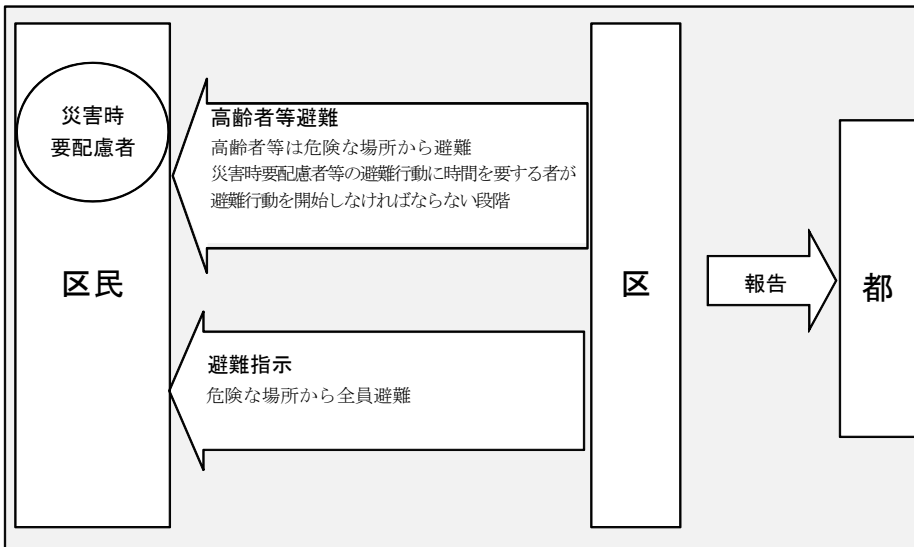 災害時
要配慮者
区民
高齢者等避難
高齢者等は危険な場所から避難
災害時要配慮者等の避難行動に時間を要する者が
避難行動を開始しなければならない段階
避難指示
危険な場所から全員避難
区
報告
都